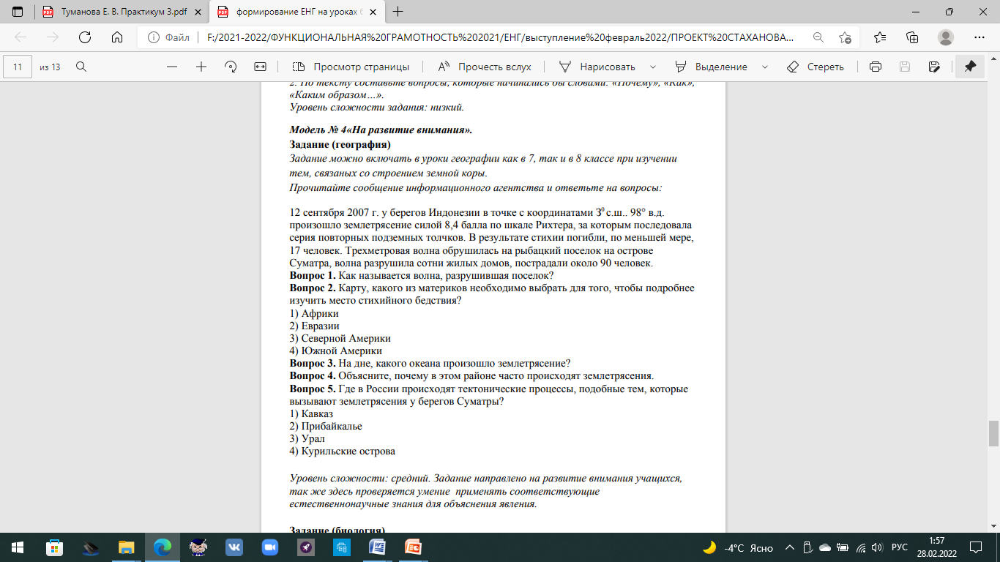 Туманова Е. В. Практикум 3.pdf
формирование ЕНГ на уроках б
Файл
F:/2021-2022/ФУНКЦИОНАЛЬНАЯ%20ГРАМОТНОСТЬ%202021/ЕНГ/выступление%20февраль2022/ПРОЕКТ%20СТАХАНОВА...
11 из 13
Просмотр страницы
Прочесть вслух
Нарисовать
Выделение
Стереть
2. По тексту составьте вопросы, которые начинались бы словами: «Почему», «Как»,
«Каким образом…».
Уровень сложности задания: низкий.
Модель № 4«На развитие внимания».
Задание (география)
Задание можно включать в уроки географии как в 7, так и в 8 классе при изучении
тем, связаных со строением земной коры.
Прочитайте сообщение информационного агентства и ответьте на вопросы:
12 сентября 2007 г. у берегов Индонезии в точке с координатами З⁰ с.ш.. 98° в.д.
произошло землетрясение силой 8,4 балла по шкале Рихтера, за которым последовала
серия повторных подземных толчков. В результате стихии погибли, по меньшей мере,
17 человек. Трехметровая волна обрушилась на рыбацкий поселок на острове
Суматра, волна разрушила сотни жилых домов, пострадали около 90 человек.
Вопрос 1. Как называется волна, разрушившая поселок?
Вопрос 2. Карту, какого из материков необходимо выбрать для того, чтобы подробнее
изучить место стихийного бедствия?
1) Африки
2) Евразии
3) Северной Америки
4) Южной Америки
Вопрос 3. На дне, какого океана произошло землетрясение?
Вопрос 4. Объясните, почему в этом районе часто происходят землетрясения.
Вопрос 5. Где в России происходят тектонические процессы, подобные тем, которые
вызывают землетрясения у берегов Суматры?
1) Кавказ
2) Прибайкалье
3) Урал
4) Курильские острова
Уровень сложности: средний. Задание направлено на развитие внимания учащихся,
так же здесь проверяется умение применять соответствующие
естественнонаучные знания для объяснения явления.
Задание (биология)
-4°C Ясно
РУС
1:57
28.02.2022